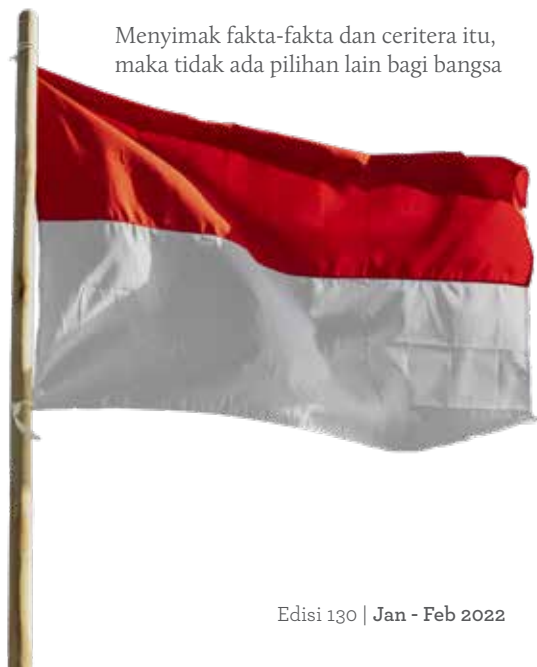 Menyimak fakta-fakta dan ceritera itu,
maka tidak ada pilihan lain bagi bangsa
Edisi 130 | Jan - Feb 2022